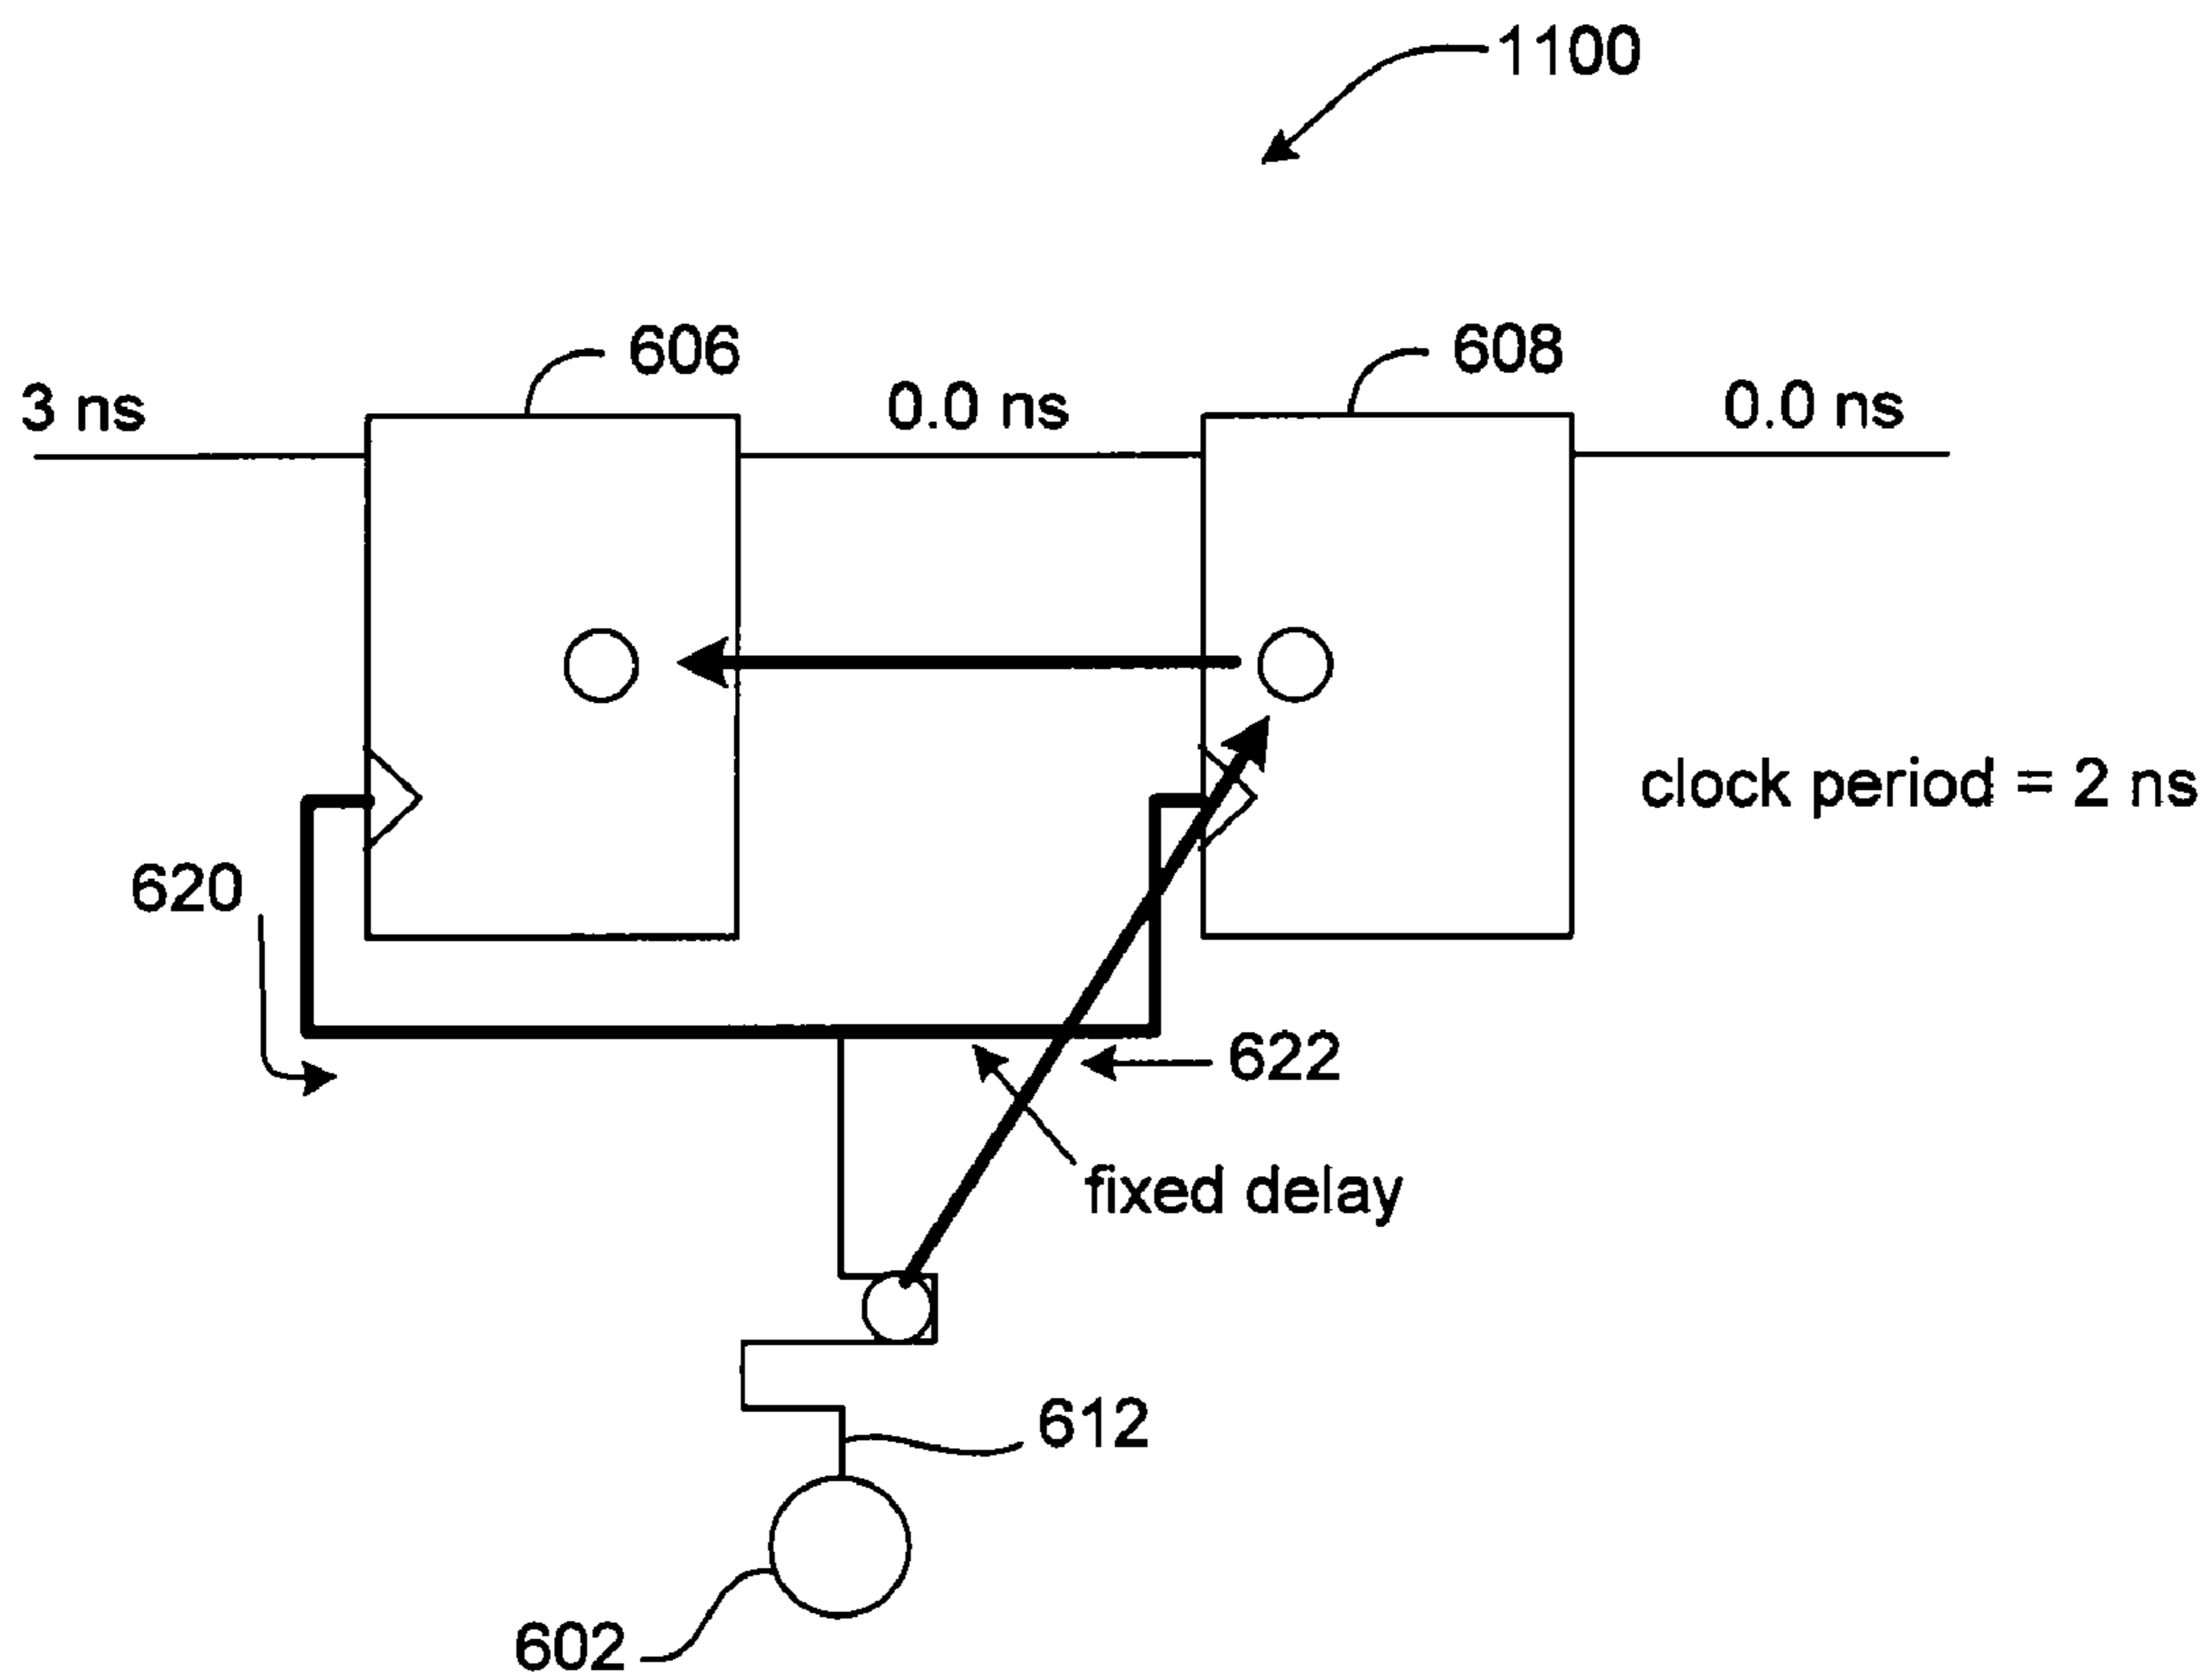 1100
606
608
3 ns
0.0 ns
0.0 ns
clock period = 2 ns
620
622
fixed delay
612
602